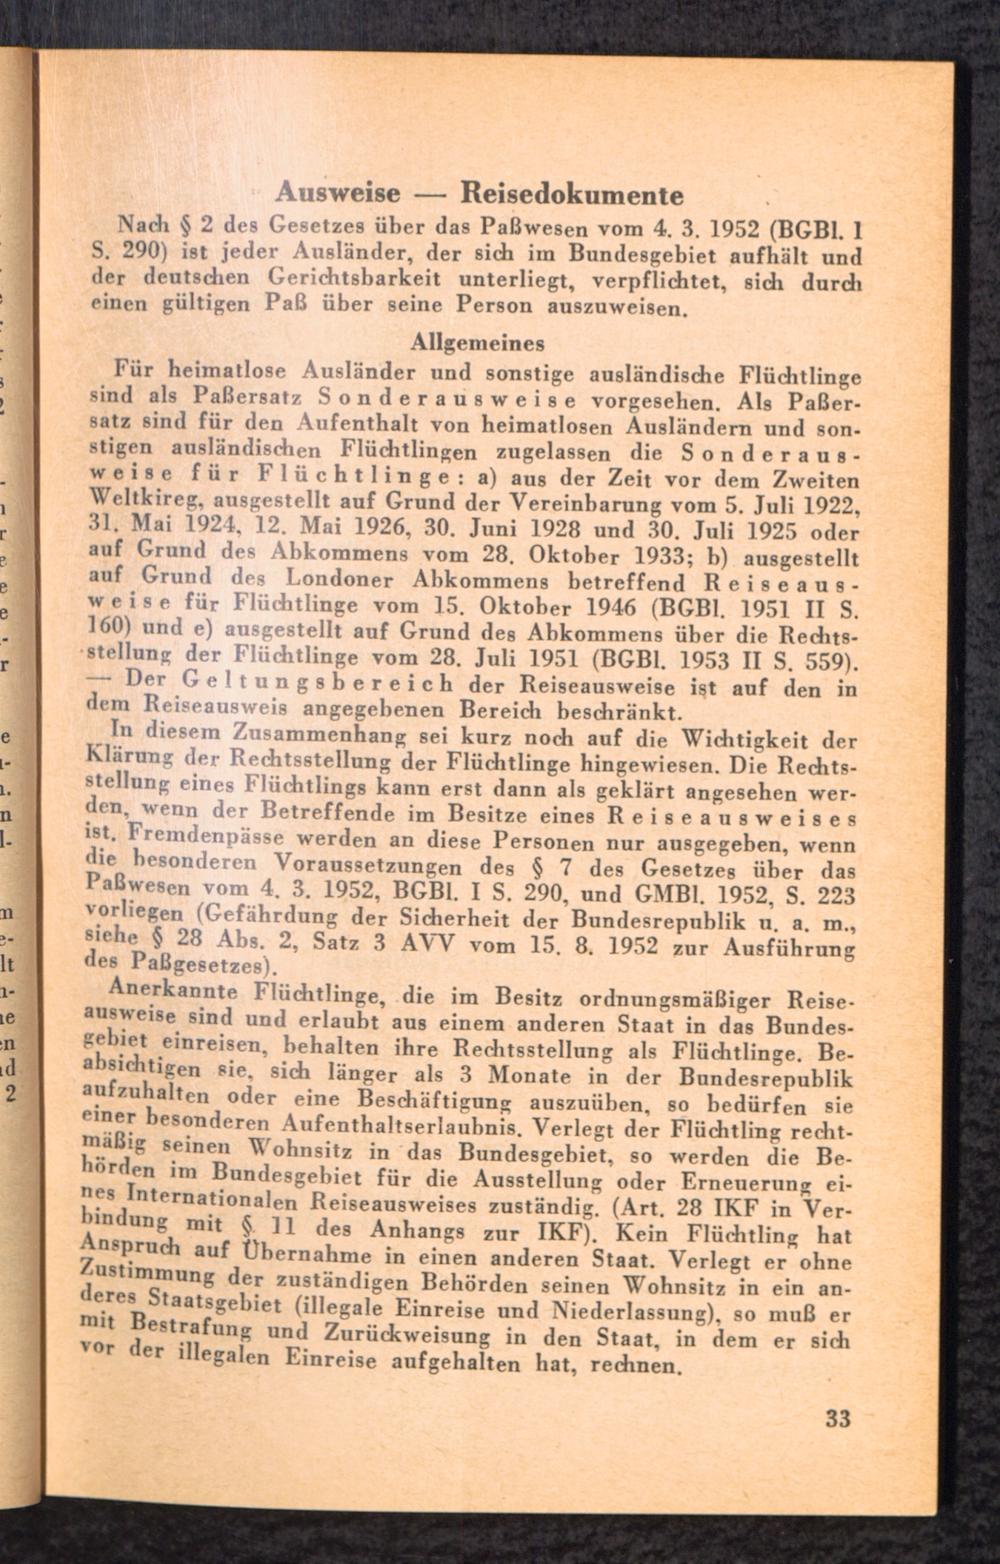 Ausweise — Reisedokumente
Nach § 2 des Gesetzes über das Paßwesen vom 4. 3. 1952 (BGBl. I
S. 290) ist jeder Ausländer, der sich im Bundesgebiet aufhält und
der deutschen Gerichtsbarkeit unterliegt, verpflichtet, sich durch
einen gültigen Paß über seine Person auszuweisen.
Allgemeines
Für heimatlose Ausländer und sonstige ausländische Flüchtlinge
sind als Paßersatz Sonderausweise vorgesehen. Als Paßer-
satz sind für den Aufenthalt von heimatlosen Ausländern und son-
stigen ausländischen Flüchtlingen zugelassen die Sonderaus-
weise für Flüchtlinge: a) aus der Zeit vor dem Zweiten
Weltkireg, ausgestellt auf Grund der Vereinbarung vom 5. Juli 1922,
31. Mai 1924, 12. Mai 1926, 30. Juni 1928 und 30. Juli 1925 oder
auf Grund des Abkommens vom 28. Oktober 1933; b) ausgestellt
auf Grund des Londoner Abkommens betreffend Reiseaus-
weise für Flüchtlinge vom 15. Oktober 1946 (BGBl. 1951 II S.
160) und e) ausgestellt auf Grund des Abkommens über die Rechts-
stellung der Flüchtlinge vom 28. Juli 1951 (BGBl. 1953 II S. 559).
— Der Geltungsbereich der Reiseausweise ist auf den in
dem Reiseausweis angegebenen Bereich beschränkt.
In diesem Zusammenhang sei kurz noch auf die Wichtigkeit der
Klärung der Rechtsstellung der Flüchtlinge hingewiesen. Die Rechts-
stellung eines Flüchtlings kann erst dann als geklärt angesehen wer-
den, wenn der Betreffende im Besitze eines Reiseausweises
ist. Fremdenpässe werden an diese Personen nur ausgegeben, wenn
die besonderen Voraussetzungen des § 7 des Gesetzes über das
Paßwesen vom 4. 3. 1952, BGBl. I S. 290, und GMBl. 1952, S. 223
vorliegen (Gefährdung der Sicherheit der Bundesrepublik u. a. m.,
siehe § 28 Abs. 2, Satz 3 AVV vom 15. 8. 1952 zur Ausführung
des Paßgesetzes).
Anerkannte Flüchtlinge, die im Besitz ordnungsmäßiger Reise-
ausweise sind und erlaubt aus einem anderen Staat in das Bundes-
gebiet einreisen, behalten ihre Rechtsstellung als Flüchtlinge. Be-
absichtigen sie, sich länger als 3 Monate in der Bundesrepublik
aufzuhalten oder eine Beschäftigung auszuüben, so bedürfen sie
einer besonderen Aufenthaltserlaubnis. Verlegt der Flüchtling recht-
mäßig seinen Wohnsitz in das Bundesgebiet, so werden die Be-
hörden im Bundesgebiet für die Ausstellung oder Erneuerung ei-
nes Internationalen Reiseausweises zuständig. (Art. 28 IKF in Ver-
bindung mit § 11 des Anhangs zur IKF). Kein Flüchtling hat
Anspruch auf Übernahme in einen anderen Staat. Verlegt er ohne
Zustimmung der zuständigen Behörden seinen Wohnsitz in ein an-
deres Staatsgebiet (illegale Einreise und Niederlassung), so muß er
mit Bestrafung und Zurückweisung in den Staat, in dem er sich
vor der illegalen Einreise aufgehalten hat, rechnen.
33